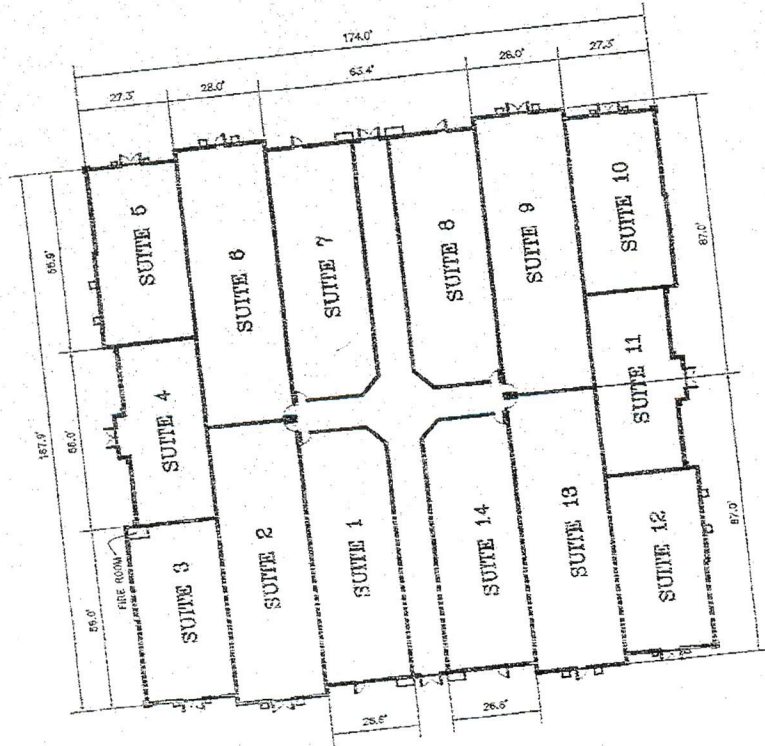 174.0'
27.3' 28.0' 63.4' 28.0' 27.3'
SUITE 5
SUITE 6
SUITE 7
SUITE 8
SUITE 9
SUITE 10
55.9'
87.0'
167.9'
56.0'
SUITE 4
SUITE 11
FIRE ROOM
56.0'
SUITE 3
SUITE 2
SUITE 1
SUITE 14
SUITE 13
SUITE 12
87.0'
26.6' 26.6'